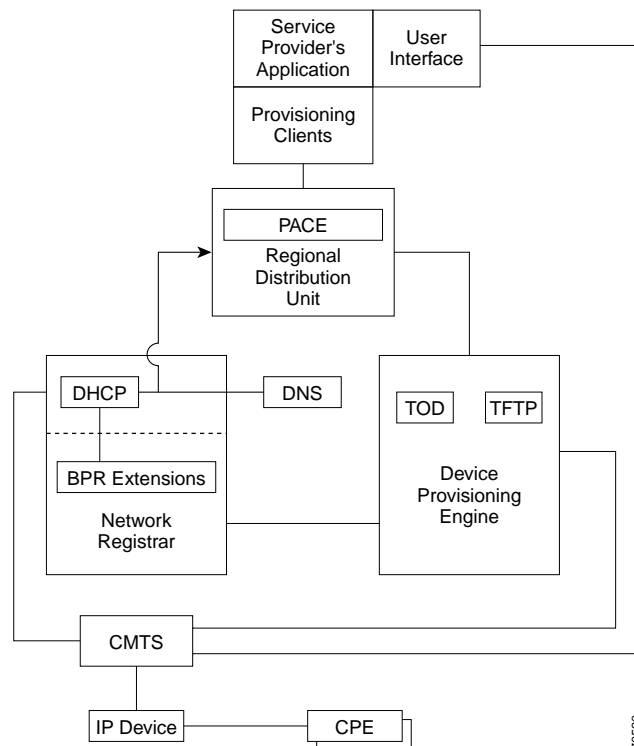 Service
Provider's
Application
User
Interface
Provisioning
Clients
PACE
Regional
Distribution
Unit
DHCP
DNS
TOD
TFTP
BPR Extensions
Device
Provisioning
Engine
Network
Registrar
CMTS
IP Device
CPE